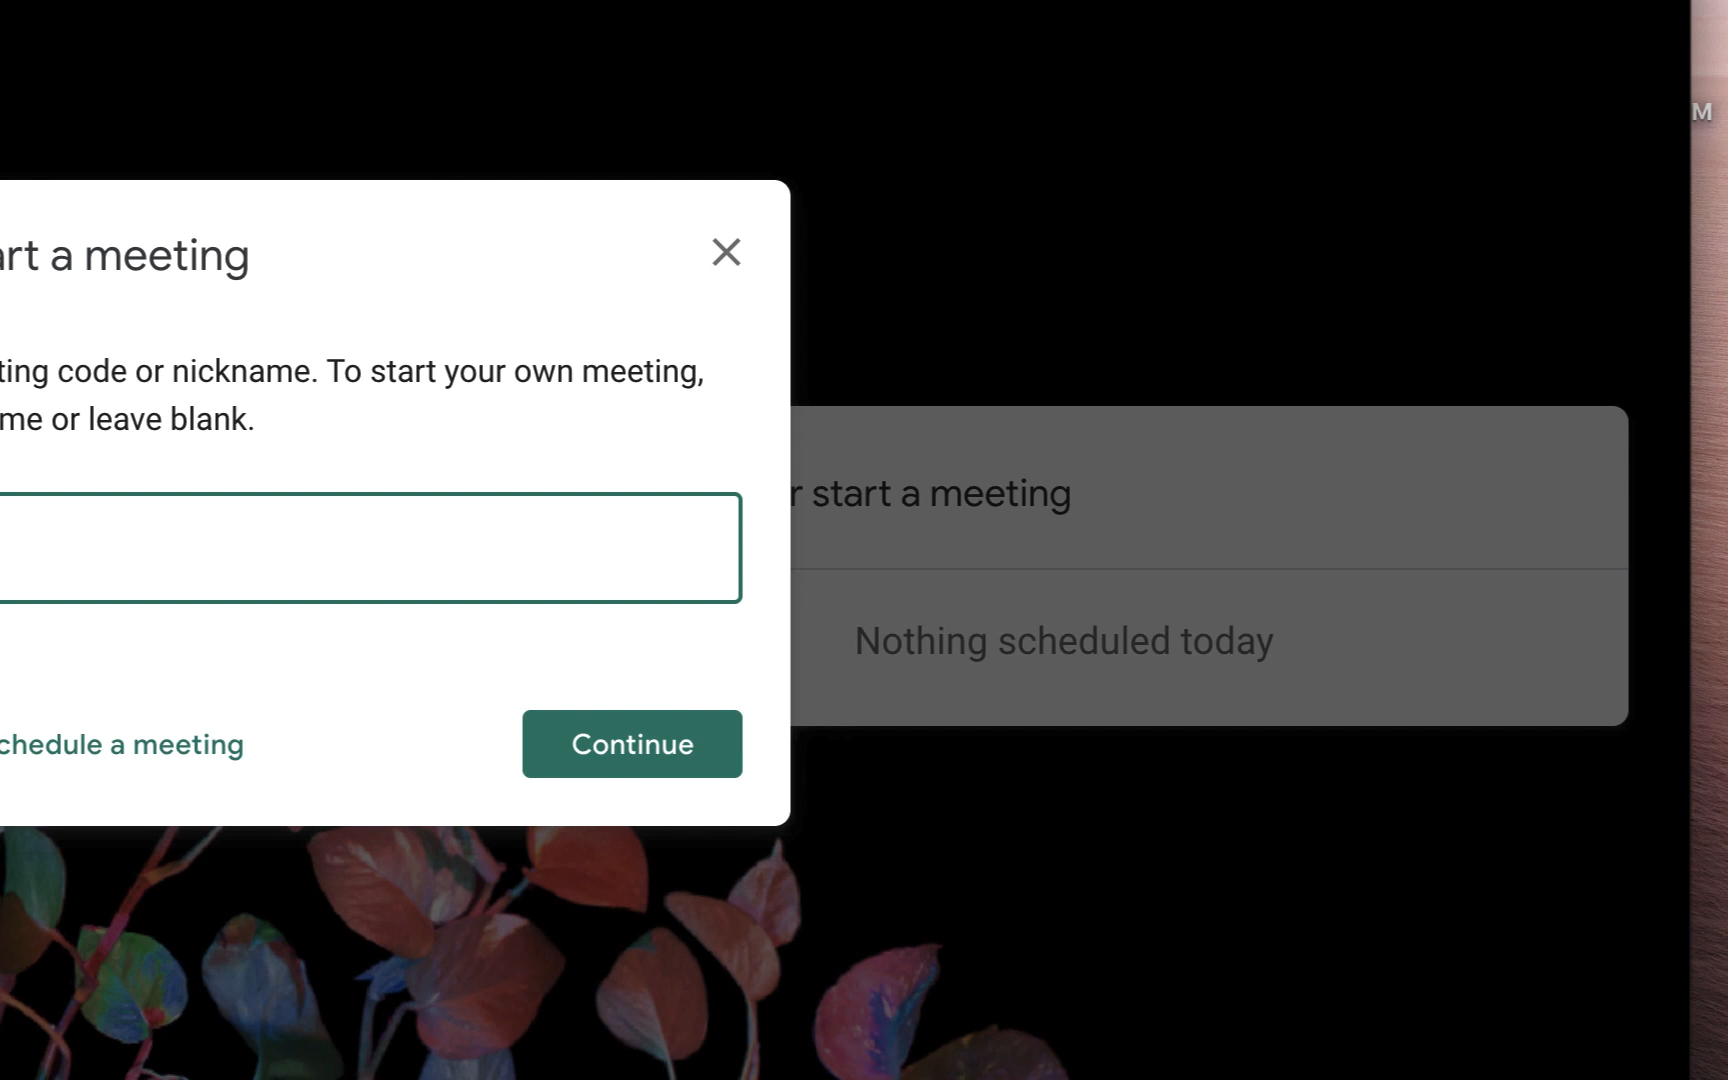 art a meeting
ting code or nickname. To start your own meeting,
me or leave blank.
r start a meeting
Nothing scheduled today
chedule a meeting
Continue
M